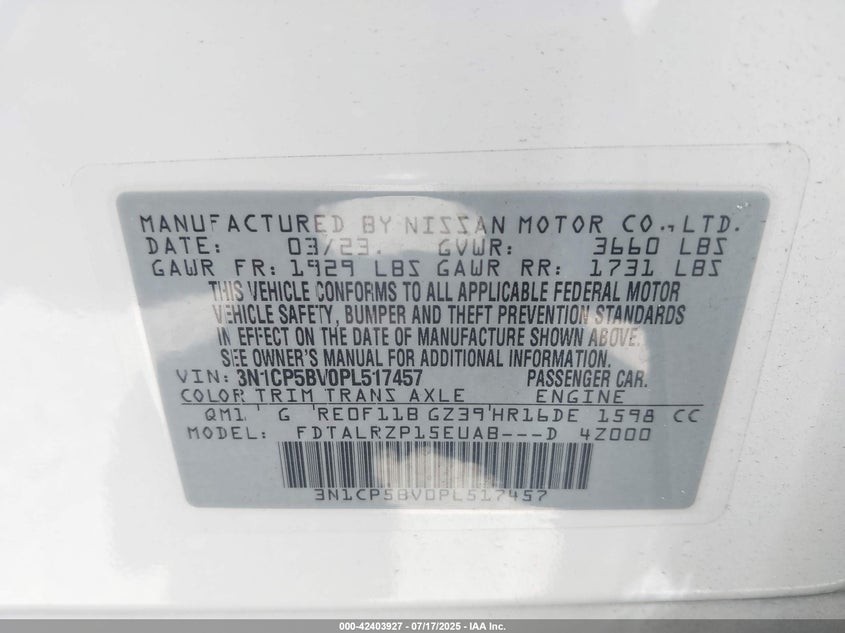 MANUFACTURED BY NISSAN MOTOR CO., LTD.
DATE: 03/23. GVWR: 3660 LBS
GAWR FR: 1929 LBS GAWR RR: 1731 LBS
THIS VEHICLE CONFORMS TO ALL APPLICABLE FEDERAL MOTOR
VEHICLE SAFETY, BUMPER AND THEFT PREVENTION STANDARDS
IN EFFECT ON THE DATE OF MANUFACTURE SHOWN ABOVE.
SEE OWNER'S MANUAL FOR ADDITIONAL INFORMATION.
VIN: 3N1CP5BV0PL517457 PASSENGER CAR.
COLOR TRIM TRANS AXLE ENGINE
QM1 G RE0F11B GZ39 HR16DE 1598 CC
MODEL: FDTALRZP15EUAB---D 4Z000
3N1CP5BV0PL517457
000-42403927 - 07/17/2025 - IAA Inc.